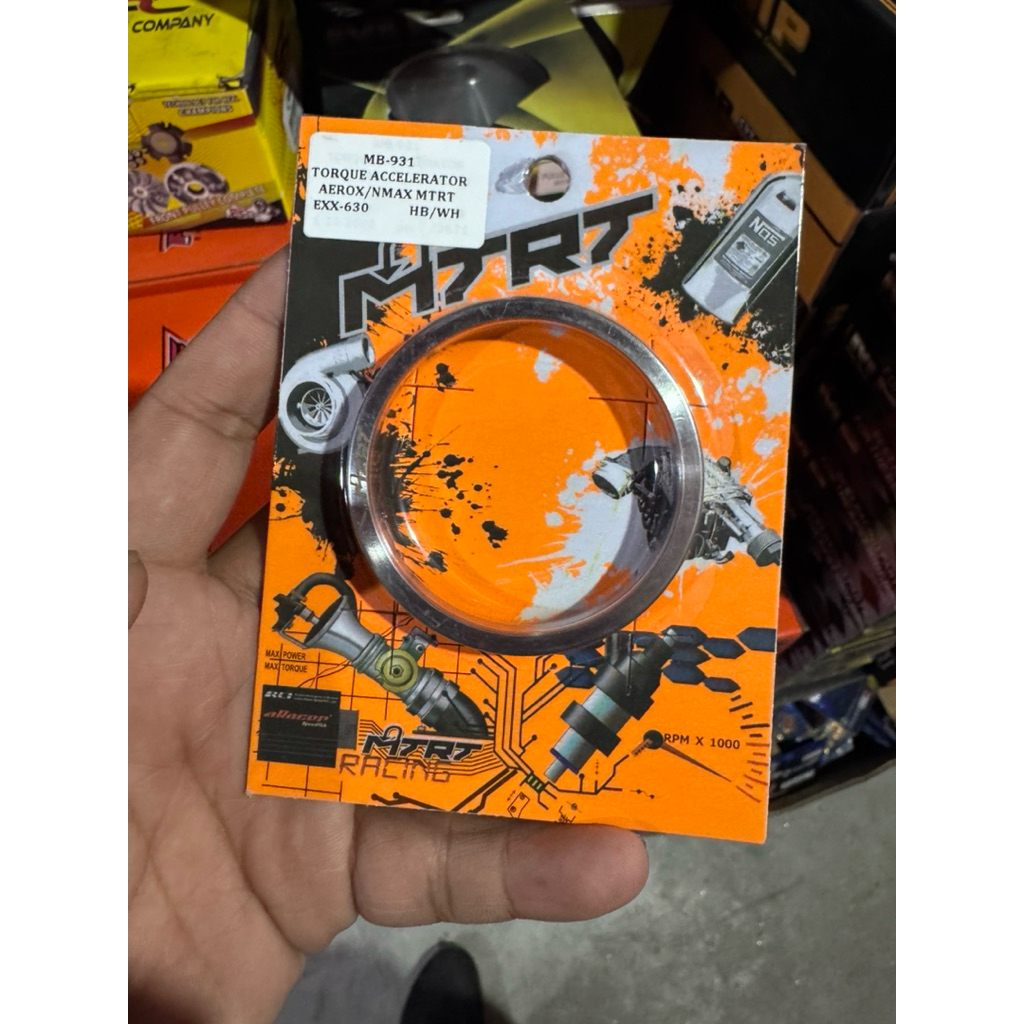 COMPANY
MB-931
TORQUE ACCELERATOR
AEROX/NMAX MTRT
EXX-630 HB/WH
MTRT
NOS
MAX POWER
MAX TORQUE
RPM X 1000
MTRT
RACING